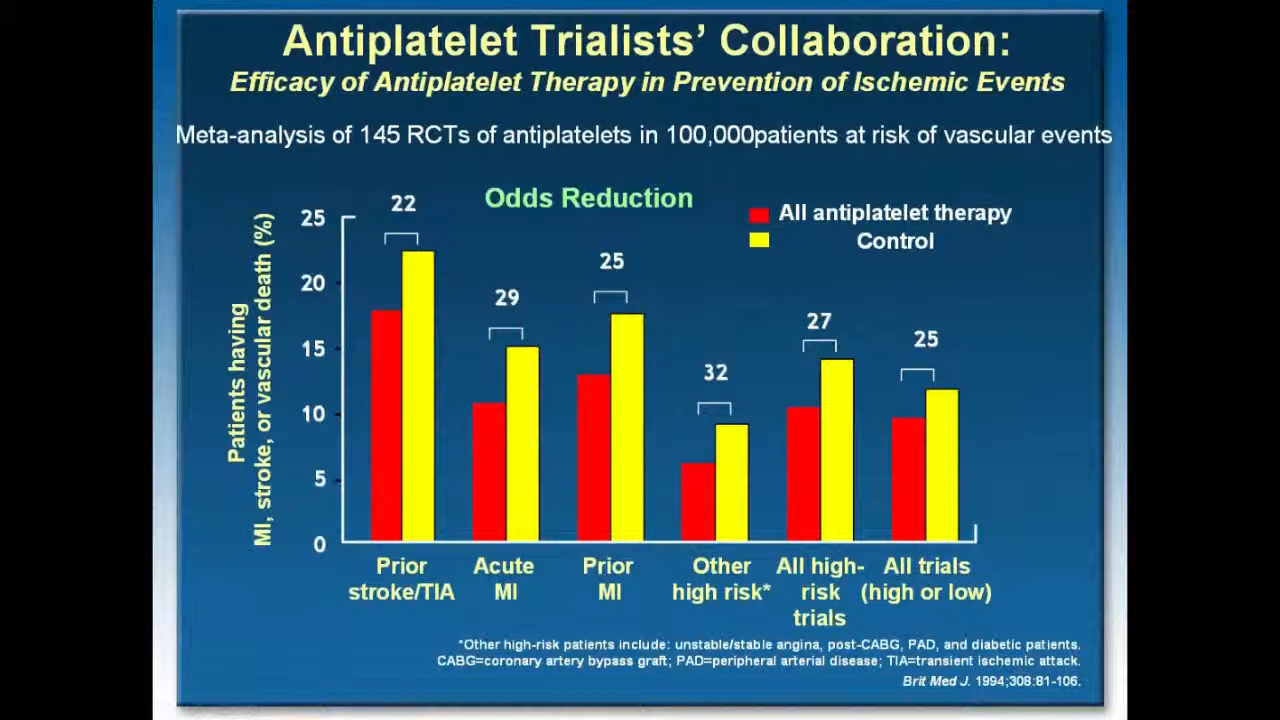 Antiplatelet Trialists' Collaboration:
Efficacy of Antiplatelet Therapy in Prevention of Ischemic Events
Meta-analysis of 145 RCTs of antiplatelets in 100,000patients at risk of vascular events
Odds Reduction
All antiplatelet therapy
Control
Patients having
MI, stroke, or vascular death (%)
25
20
15
10
5
0
22
29
25
32
27
25
Prior
stroke/TIA
Acute
MI
Prior
MI
Other
high risk*
All high-
risk
trials
All trials
(high or low)
*Other high-risk patients include: unstable/stable angina, post-CABG, PAD, and diabetic patients.
CABG=coronary artery bypass graft; PAD=peripheral arterial disease; TIA=transient ischemic attack.
Brit Med J. 1994;308:81-106.